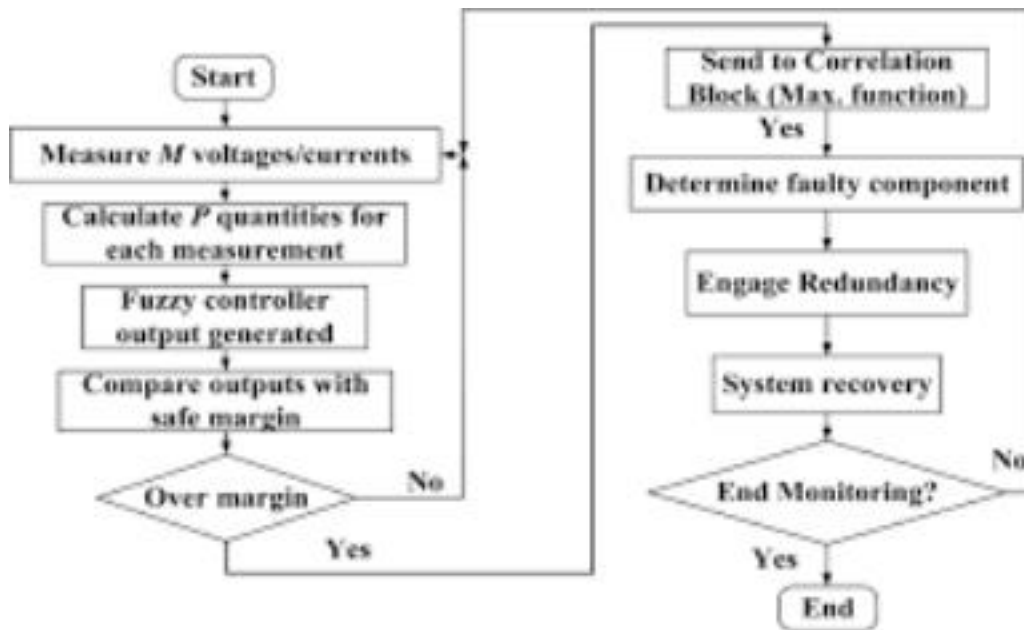 Start
Measure M voltages/currents
Calculate P quantities for
each measurement
Fuzzy controller
output generated
Compare outputs with
safe margin
Over margin
No
Yes
Send to Correlation
Block (Max. function)
Yes
Determine faulty component
Engage Redundancy
System recovery
End Monitoring?
No
Yes
End